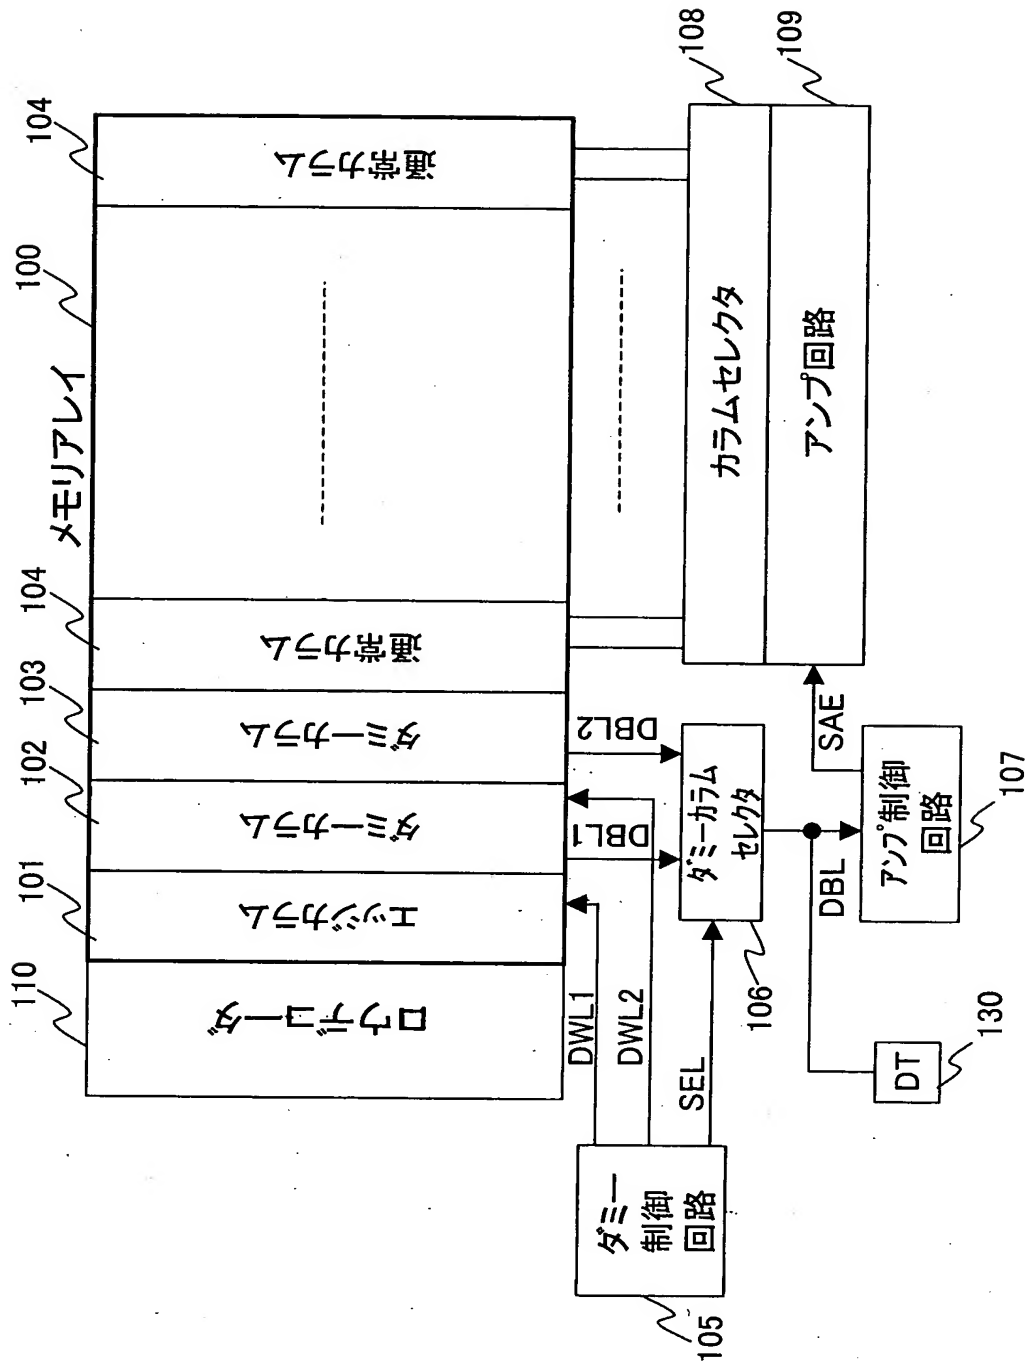 メモリアレイ
100
110
101
102
103
104
104
ロウデコーダ
エッジカラム
ダミーカラム
ダミーカラム
通常カラム
通常カラム
DWL1
DWL2
DBL1
DBL2
SEL
ダミー
制御
回路
105
ダミーカラム
セレクタ
106
カラムセレクタ
108
アンプ回路
109
SAE
DBL
アンプ制御
回路
107
DT
130